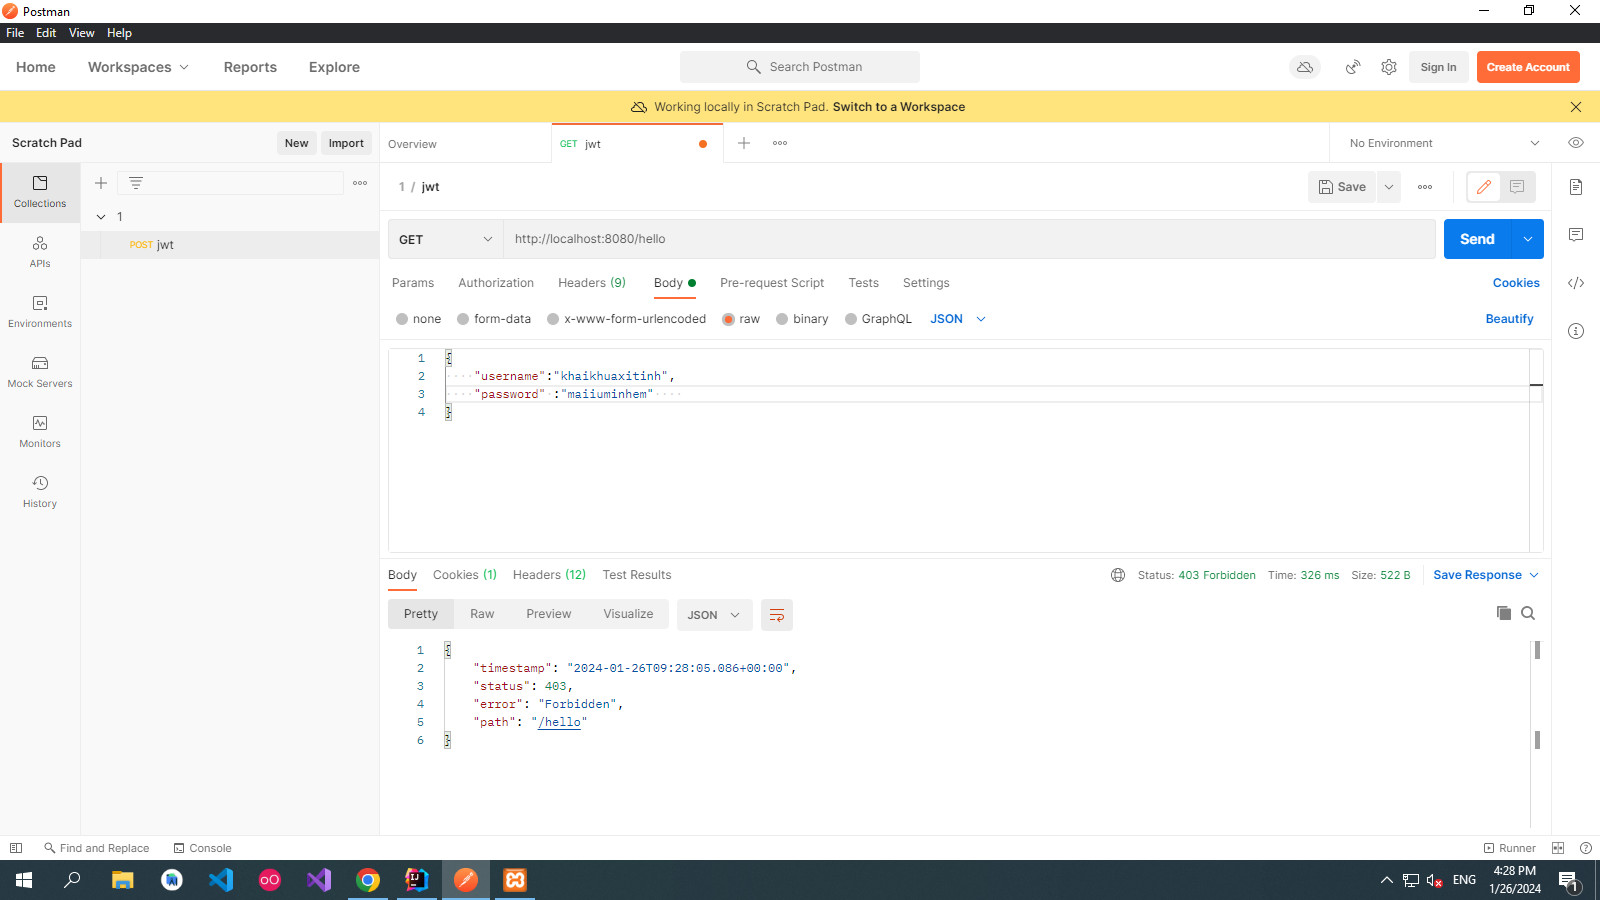 Postman
File Edit View Help
Home Workspaces Reports Explore Search Postman Sign In Create Account
Working locally in Scratch Pad. Switch to a Workspace
Scratch Pad New Import Overview GET jwt No Environment
Collections
APIs
Environments
Mock Servers
Monitors
History
1
POST jwt
1 / jwt Save
GET http://localhost:8080/hello Send
Params Authorization Headers (9) Body Pre-request Script Tests Settings Cookies
none form-data x-www-form-urlencoded raw binary GraphQL JSON Beautify
1 {
2 "username":"khaikhuaxitinh",
3 "password" :"maiiuminhem"
4 }
Body Cookies (1) Headers (12) Test Results Status: 403 Forbidden Time: 326 ms Size: 522 B Save Response
Pretty Raw Preview Visualize JSON
1 {
2 "timestamp": "2024-01-26T09:28:05.086+00:00",
3 "status": 403,
4 "error": "Forbidden",
5 "path": "/hello"
6 }
Find and Replace Console Runner
ENG 4:28 PM
1/26/2024 1